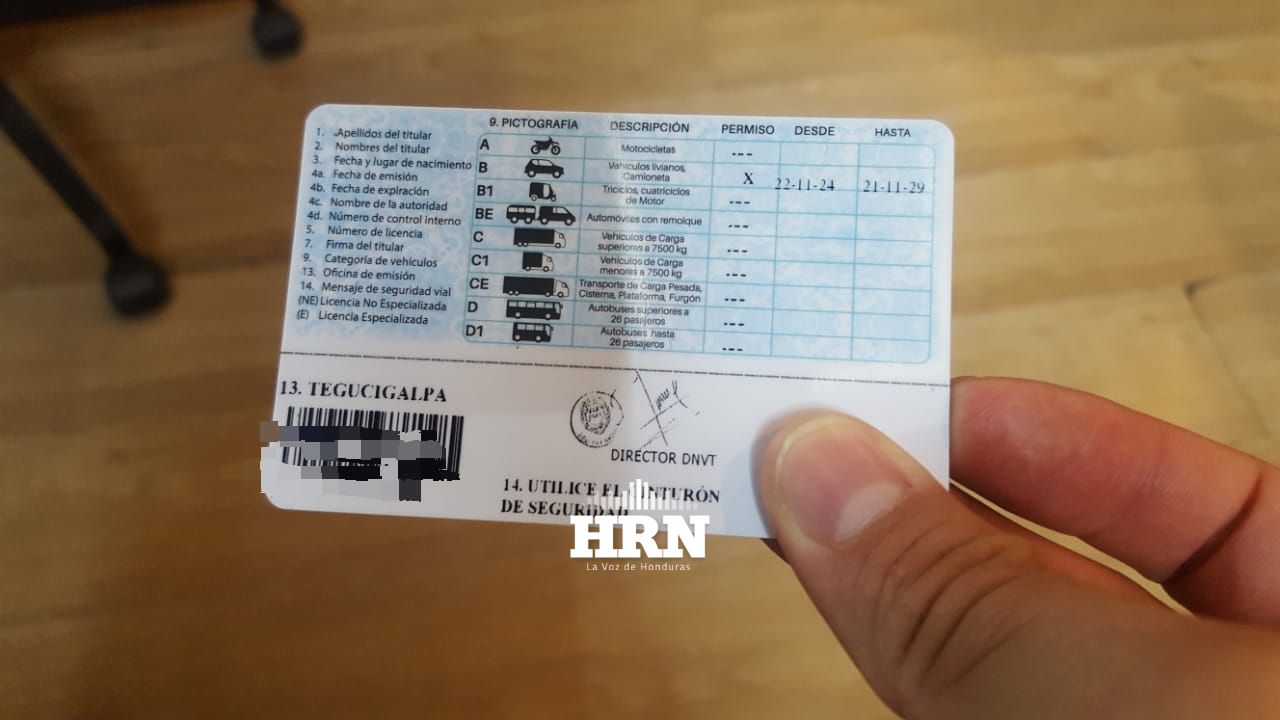 1. Apellidos del titular
2. Nombres del titular
3. Fecha y lugar de nacimiento
4a. Fecha de emisión
4b. Fecha de expiración
4c. Nombre de la autoridad
4d. Número de control interno
5. Número de licencia
7. Firma del titular
9. Categoría de vehículos
13. Oficina de emisión
14. Mensaje de seguridad vial
(NE) Licencia No Especializada
(E) Licencia Especializada
9. PICTOGRAFÍA DESCRIPCIÓN PERMISO DESDE HASTA
A Motocicletas ---
B Vehículos livianos, Camioneta X 22-11-24 21-11-29
B1 Triciclos, cuatriciclos de Motor ---
BE Automóviles con remolque ---
C Vehículos de Carga superiores a 7500 kg ---
C1 Vehículos de Carga menores a 7500 kg ---
CE Transporte de Carga Pesada, Cisterna, Plataforma, Furgón ---
D Autobuses superiores a 26 pasajeros ---
D1 Autobuses hasta 26 pasajeros ---
13. TEGUCIGALPA
DIRECTOR DNVT
14. UTILICE EL CINTURÓN
DE SEGURIDAD
HRN
La Voz de Honduras